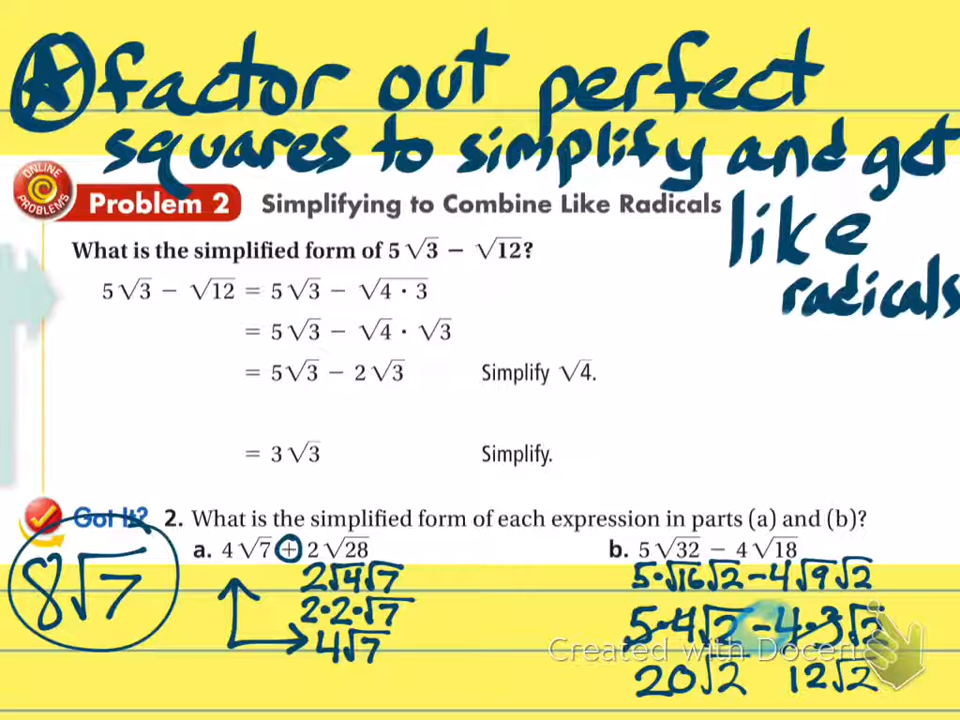 ★ factor out perfect
squares to simplify and get
like
radicals
ONLINE PROBLEMS
Problem 2 Simplifying to Combine Like Radicals
What is the simplified form of 5√3 − √12?
5√3 − √12 = 5√3 − √4 · 3
= 5√3 − √4 · √3
= 5√3 − 2√3 Simplify √4.
= 3√3 Simplify.
Got It? 2. What is the simplified form of each expression in parts (a) and (b)?
a. 4√7 + 2√28 b. 5√32 − 4√18
2√4√7 5·√16√2 − 4√9√2
8√7 2·2·√7 5·4√2 − 4·3√2
4√7 20√2 12√2
Created with Doceri